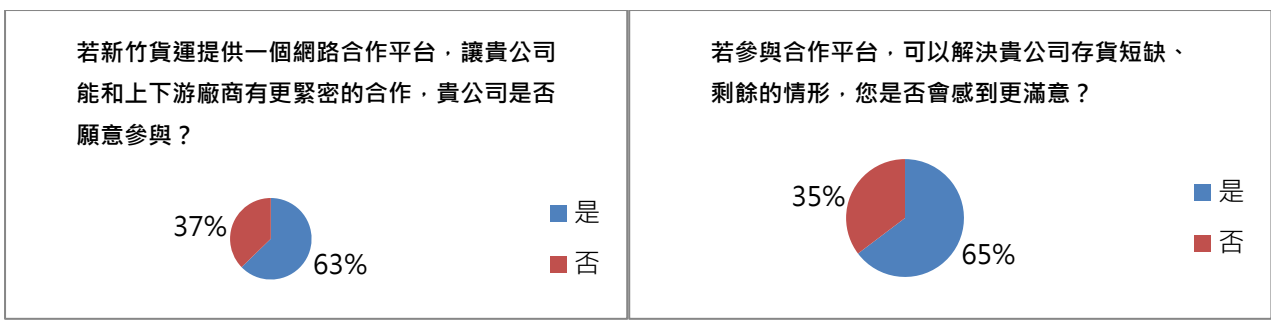 若新竹貨運提供一個網路合作平台，讓貴公司
能和上下游廠商有更緊密的合作，貴公司是否
願意參與？
37%
63%
是
否
若參與合作平台，可以解決貴公司存貨短缺、
剩餘的情形，您是否會感到更滿意？
35%
65%
是
否